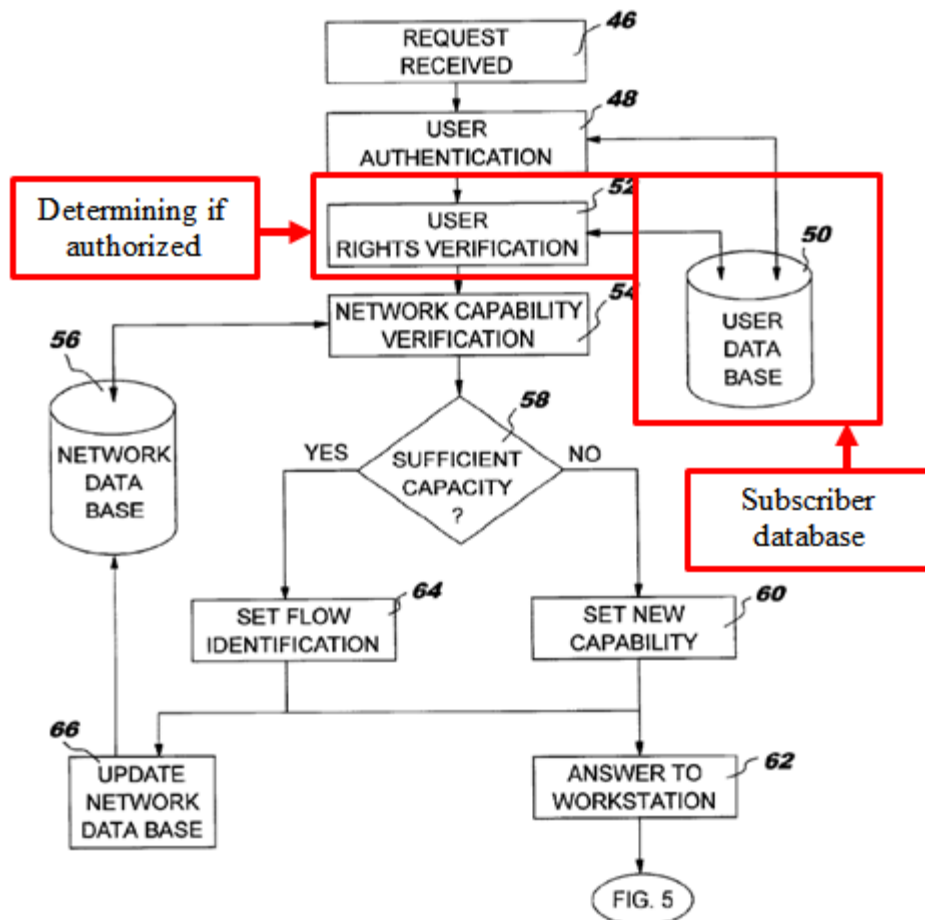 REQUEST
RECEIVED
46
USER
AUTHENTICATION
48
Determining if
authorized
USER
RIGHTS VERIFICATION
52
50
USER
DATA
BASE
NETWORK CAPABILITY
VERIFICATION
54
56
NETWORK
DATA
BASE
58
YES
SUFFICIENT
CAPACITY
?
NO
Subscriber
database
SET FLOW
IDENTIFICATION
64
SET NEW
CAPABILITY
60
66
UPDATE
NETWORK
DATA BASE
ANSWER TO
WORKSTATION
62
FIG. 5